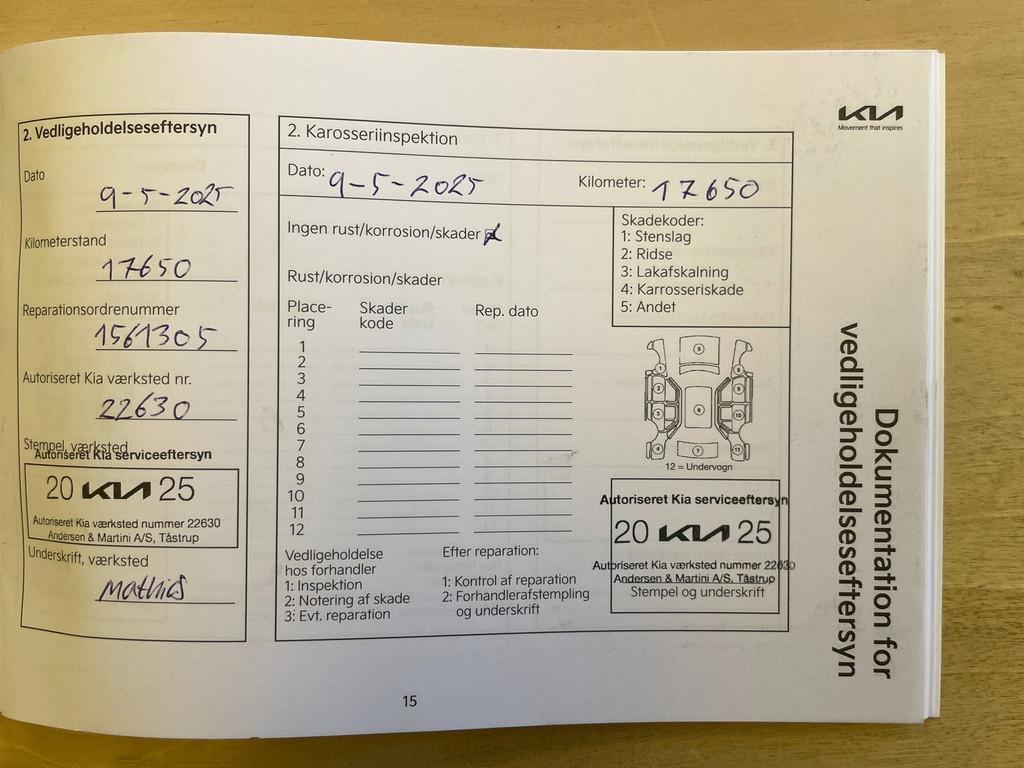 2. Vedligeholdelseseftersyn
Dato
9-5-2025
Kilometerstand
17650
Reparationsordrenummer
1561305
Autoriseret Kia værksted nr.
22630
Stempel, værksted
Autoriseret Kia serviceeftersyn
20 KIA 25
Autoriseret Kia værksted nummer 22630
Andersen & Martini A/S, Tåstrup
Underskrift, værksted
Mathias
2. Karosseriinspektion
Dato: 9-5-2025 Kilometer: 17650
Ingen rust/korrosion/skader
Rust/korrosion/skader
Place-
ring
Skader
kode
Rep. dato
1
2
3
4
5
6
7
8
9
10
11
12
Skadekoder:
1: Stenslag
2: Ridse
3: Lakafskalning
4: Karrosseriskade
5: Andet
12 = Undervogn
Vedligeholdelse
hos forhandler
1: Inspektion
2: Notering af skade
3: Evt. reparation
Efter reparation:
1: Kontrol af reparation
2: Forhandlerafstempling
og underskrift
Autoriseret Kia serviceeftersyn
20 KIA 25
Autoriseret Kia værksted nummer 22630
Andersen & Martini A/S, Tåstrup
Stempel og underskrift
KIA
Movement that inspires
Dokumentation for
vedligeholdelseseftersyn
15